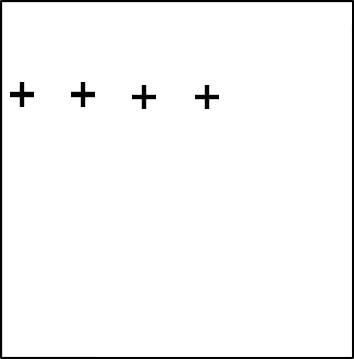 + + + +